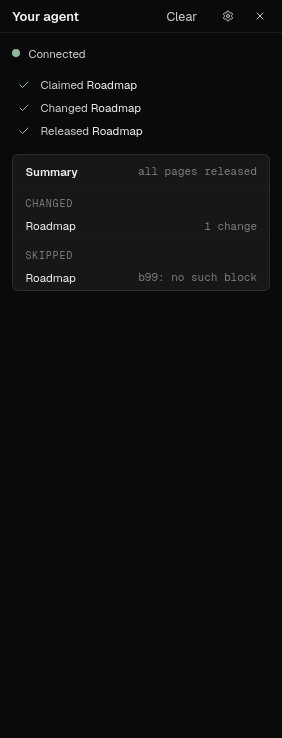 Your agent Clear
Connected
Claimed Roadmap
Changed Roadmap
Released Roadmap
Summary all pages released
CHANGED
Roadmap 1 change
SKIPPED
Roadmap b99: no such block